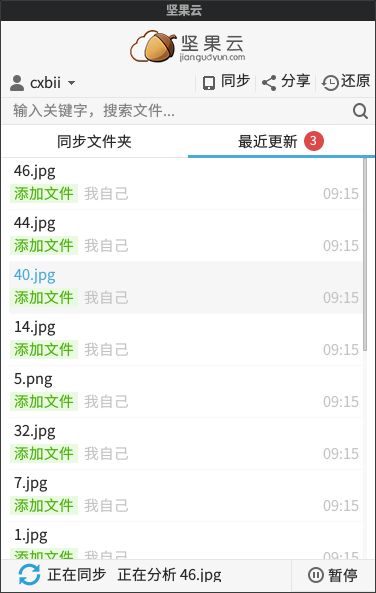 坚果云
坚果云
jianguoyun.com
cxbii 同步 分享 还原
输入关键字，搜索文件...
同步文件夹 最近更新 3
46.jpg
添加文件 我自己 09:15
44.jpg
添加文件 我自己 09:15
40.jpg
添加文件 我自己 09:15
14.jpg
添加文件 我自己 09:15
5.png
添加文件 我自己 09:15
32.jpg
添加文件 我自己 09:15
7.jpg
添加文件 我自己 09:15
1.jpg
添加文件 我自己 09:15
正在同步 正在分析 46.jpg 暂停